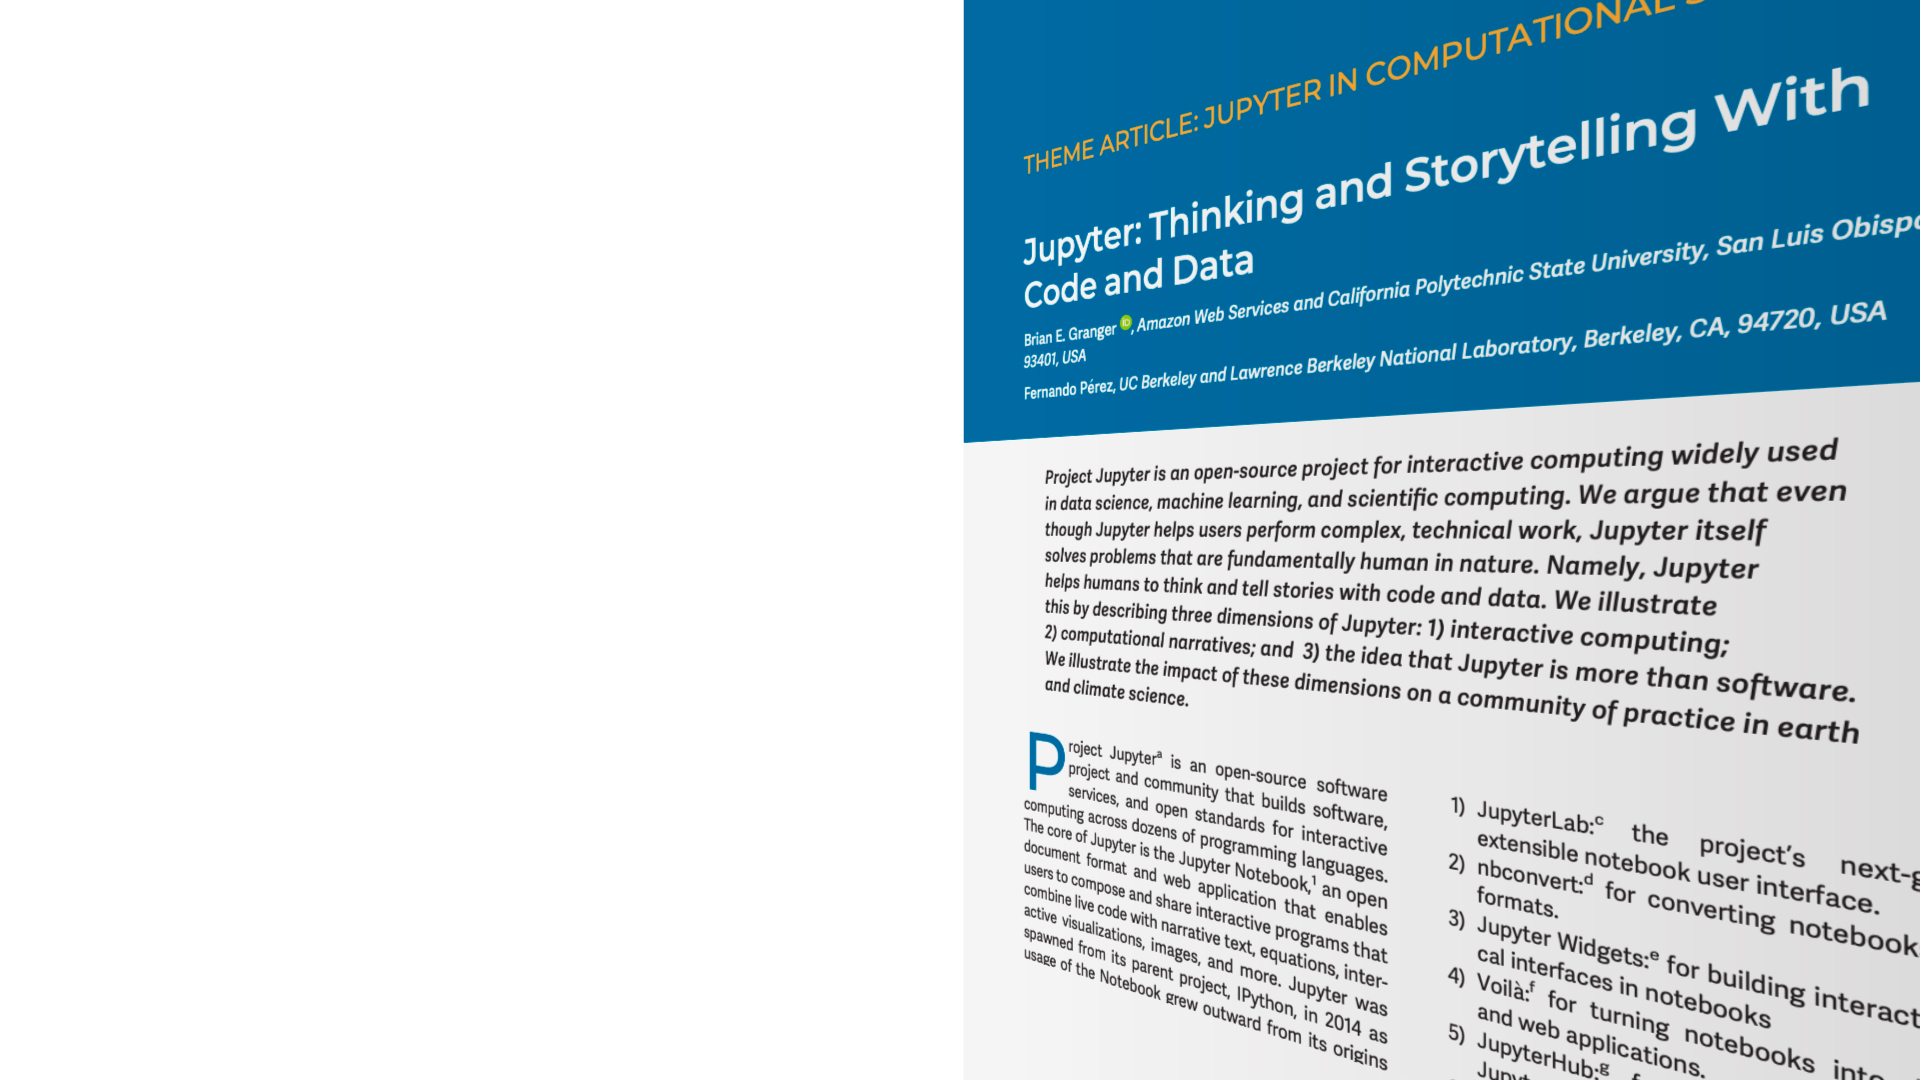 THEME ARTICLE: JUPYTER IN COMPUTATIONAL
Jupyter: Thinking and Storytelling With
Code and Data
Brian E. Granger iD, Amazon Web Services and California Polytechnic State University, San Luis Obispo
93401, USA
Fernando Pérez, UC Berkeley and Lawrence Berkeley National Laboratory, Berkeley, CA, 94720, USA
Project Jupyter is an open-source project for interactive computing widely used
in data science, machine learning, and scientific computing. We argue that even
though Jupyter helps users perform complex, technical work, Jupyter itself
solves problems that are fundamentally human in nature. Namely, Jupyter
helps humans to think and tell stories with code and data. We illustrate
this by describing three dimensions of Jupyter: 1) interactive computing;
2) computational narratives; and 3) the idea that Jupyter is more than software.
We illustrate the impact of these dimensions on a community of practice in earth
and climate science.
Project Jupyterᵃ is an open-source software
project and community that builds software,
services, and open standards for interactive
computing across dozens of programming languages.
The core of Jupyter is the Jupyter Notebook,¹ an open
document format and web application that enables
users to compose and share interactive programs that
combine live code with narrative text, equations, inter-
active visualizations, images, and more. Jupyter was
spawned from its parent project, IPython, in 2014 as
usage of the Notebook grew outward from its origins
1) JupyterLab:ᶜ the project's next-g
extensible notebook user interface.
2) nbconvert:ᵈ for converting notebook
formats.
3) Jupyter Widgets:ᵉ for building interact
cal interfaces in notebooks
4) Voilà:ᶠ for turning notebooks into
and web applications.
5) JupyterHub:ᵍ